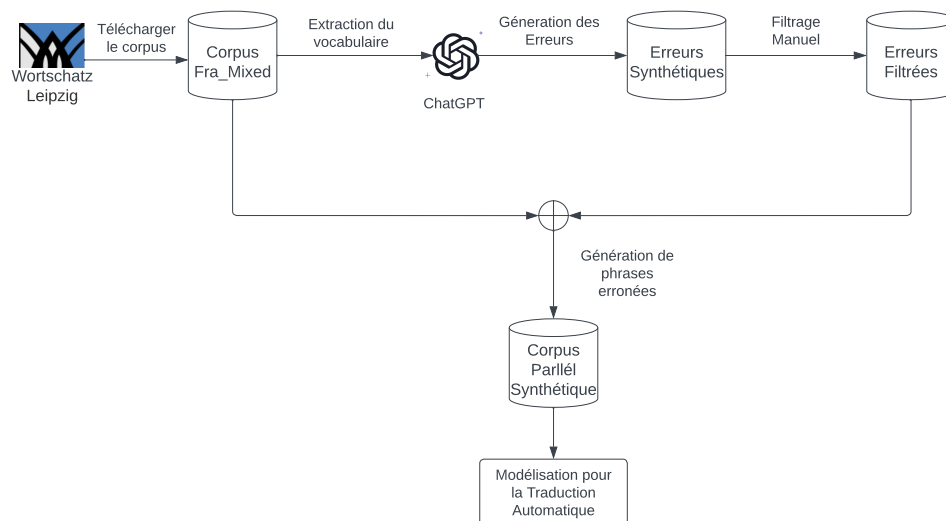 Télécharger
le corpus
Wortschatz
Leipzig
Corpus
Fra_Mixed
Extraction du
vocabulaire
ChatGPT
Géneration des
Erreurs
Erreurs
Synthétiques
Filtrage
Manuel
Erreurs
Filtrées
Génération de
phrases
erronées
Corpus
Parllél
Synthétique
Modélisation pour
la Traduction
Automatique